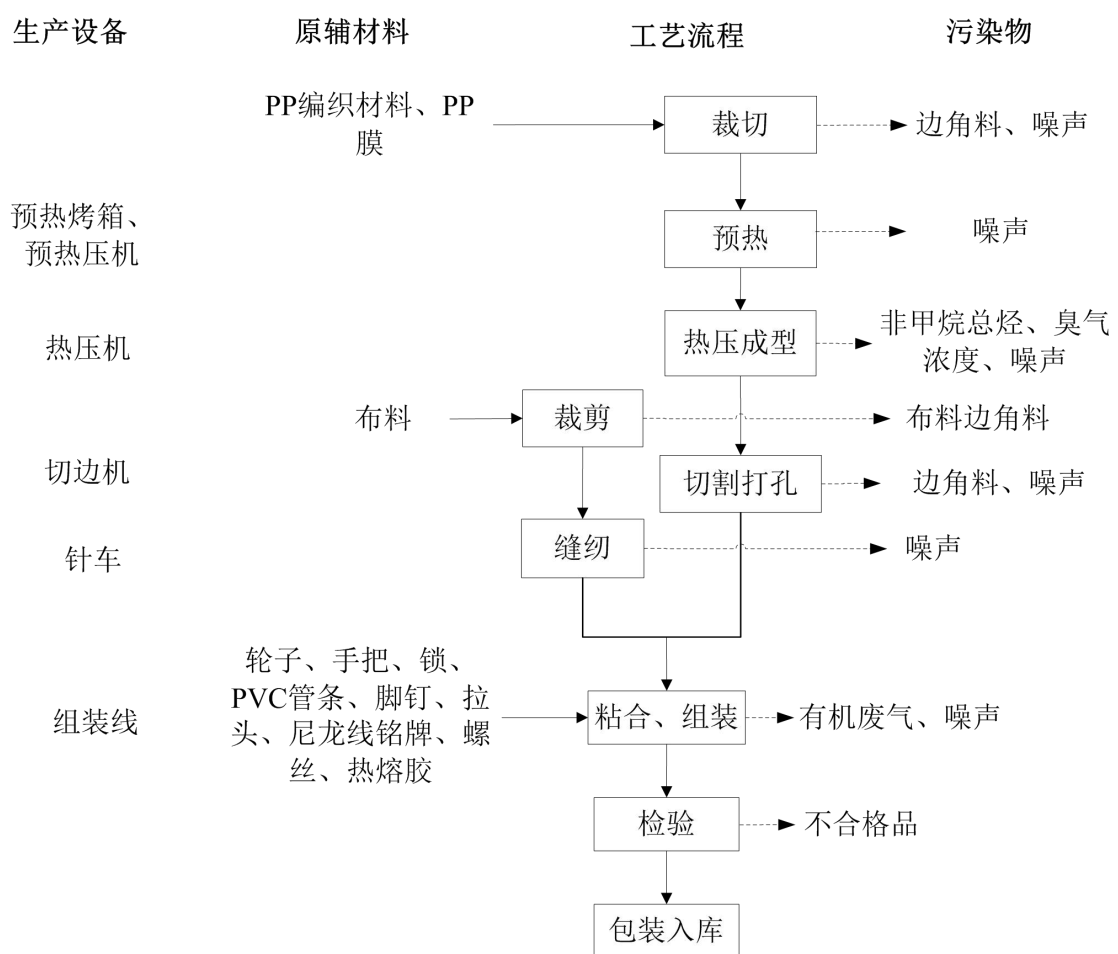 生产设备
原辅材料
工艺流程
污染物
PP编织材料、PP
膜
裁切
边角料、噪声
预热烤箱、
预热压机
预热
噪声
热压机
热压成型
非甲烷总烃、臭气
浓度、噪声
布料
裁剪
布料边角料
切边机
切割打孔
边角料、噪声
针车
缝纫
噪声
组装线
轮子、手把、锁、
PVC管条、脚钉、拉
头、尼龙线铭牌、螺
丝、热熔胶
粘合、组装
有机废气、噪声
检验
不合格品
包装入库